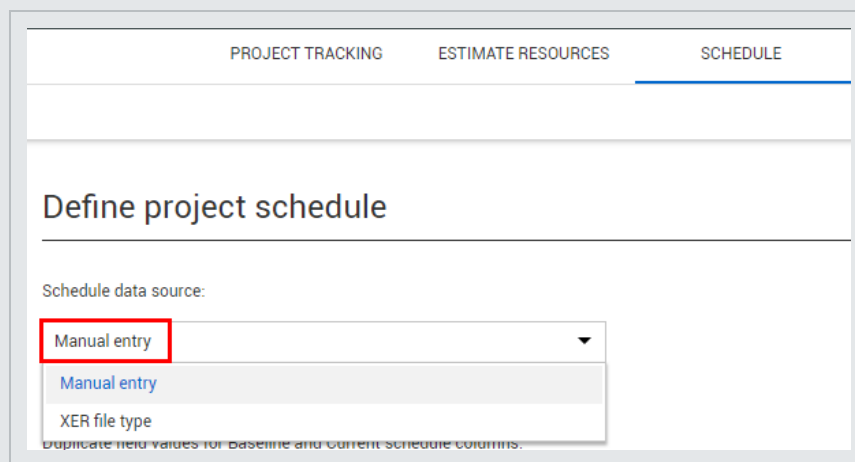 PROJECT TRACKING ESTIMATE RESOURCES SCHEDULE
Define project schedule
Schedule data source:
Manual entry
Manual entry
XER file type
Duplicate field values for Baseline and Current schedule columns.